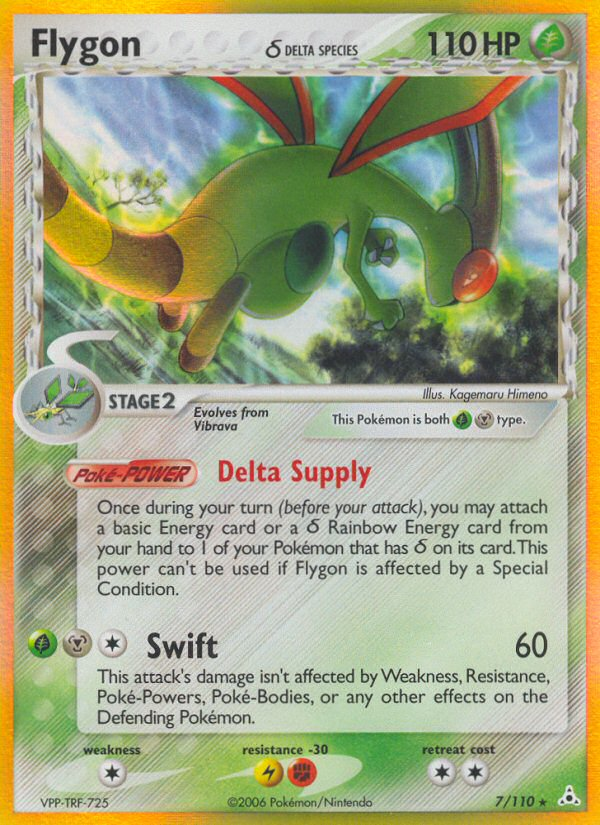 Flygon δ DELTA SPECIES 110 HP
Illus. Kagemaru Himeno
STAGE 2
Evolves from
Vibrava
This Pokémon is both type.
Poké-POWER Delta Supply
Once during your turn (before your attack), you may attach
a basic Energy card or a δ Rainbow Energy card from
your hand to 1 of your Pokémon that has δ on its card. This
power can't be used if Flygon is affected by a Special
Condition.
Swift 60
This attack's damage isn't affected by Weakness, Resistance,
Poké-Powers, Poké-Bodies, or any other effects on the
Defending Pokémon.
weakness resistance -30 retreat cost
VPP-TRF-725 ©2006 Pokémon/Nintendo 7/110 ★